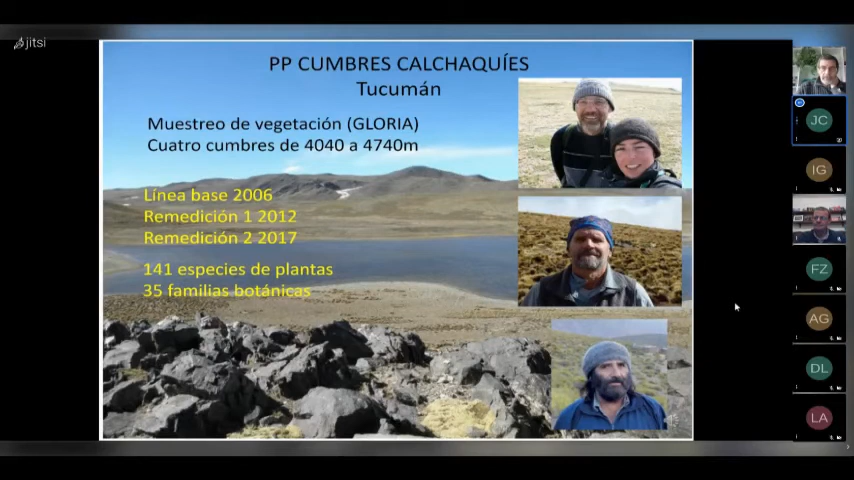 jitsi
PP CUMBRES CALCHAQUÍES
Tucumán
Muestreo de vegetación (GLORIA)
Cuatro cumbres de 4040 a 4740m
Línea base 2006
Remedición 1 2012
Remedición 2 2017
141 especies de plantas
35 familias botánicas
JC
IG
FZ
AG
DL
LA